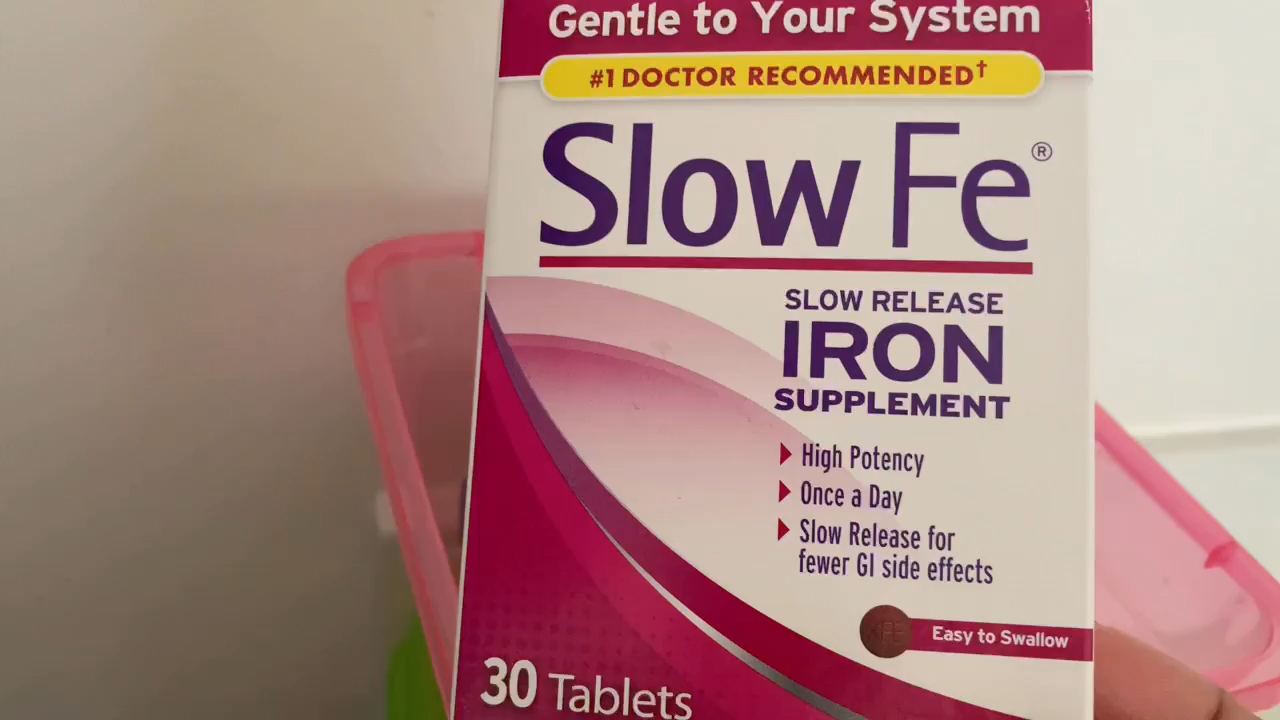 Gentle to Your System
#1 DOCTOR RECOMMENDED†
Slow Fe®
SLOW RELEASE
IRON
SUPPLEMENT
High Potency
Once a Day
Slow Release for
fewer GI side effects
Easy to Swallow
30 Tablets